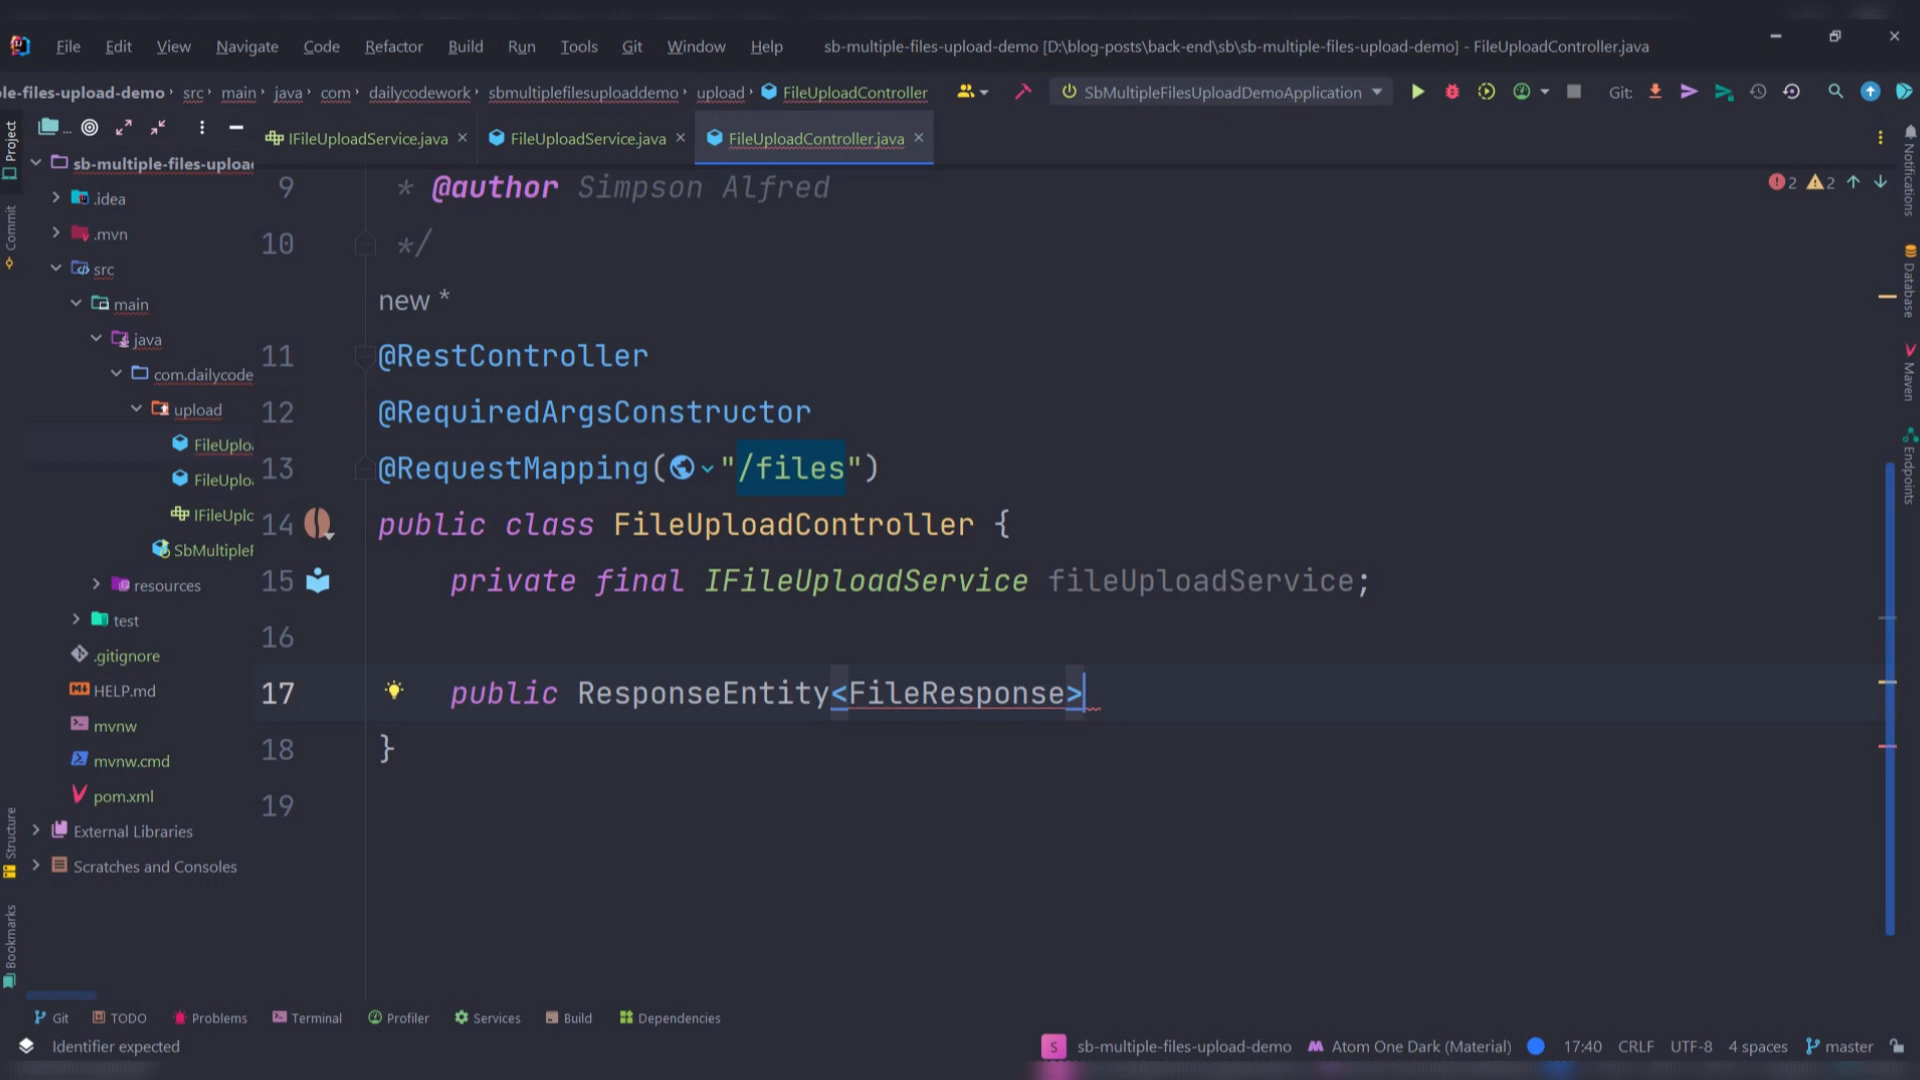 File Edit View Navigate Code Refactor Build Run Tools Git Window Help sb-multiple-files-upload-demo [D:\blog-posts\back-end\sb\sb-multiple-files-upload-demo] - FileUploadController.java
le-files-upload-demo src main java com dailycodework sbmultiplefilesuploaddemo upload FileUploadController SbMultipleFilesUploadDemoApplication Git:
... IFileUploadService.java FileUploadService.java FileUploadController.java
Project
Commit
Structure
Bookmarks
sb-multiple-files-upload
.idea
.mvn
src
main
java
com.dailycode
upload
FileUplo
FileUplo
IFileUplc
SbMultipleF
resources
test
.gitignore
HELP.md
mvnw
mvnw.cmd
pom.xml
External Libraries
Scratches and Consoles
2 2
9 * @author Simpson Alfred
10 */
new *
11 @RestController
12 @RequiredArgsConstructor
13 @RequestMapping("/files")
14 public class FileUploadController {
15 private final IFileUploadService fileUploadService;
16
17 public ResponseEntity<FileResponse>
18 }
19
Notifications
Database
Maven
Endpoints
Git TODO Problems Terminal Profiler Services Build Dependencies
Identifier expected S sb-multiple-files-upload-demo Atom One Dark (Material) 17:40 CRLF UTF-8 4 spaces master